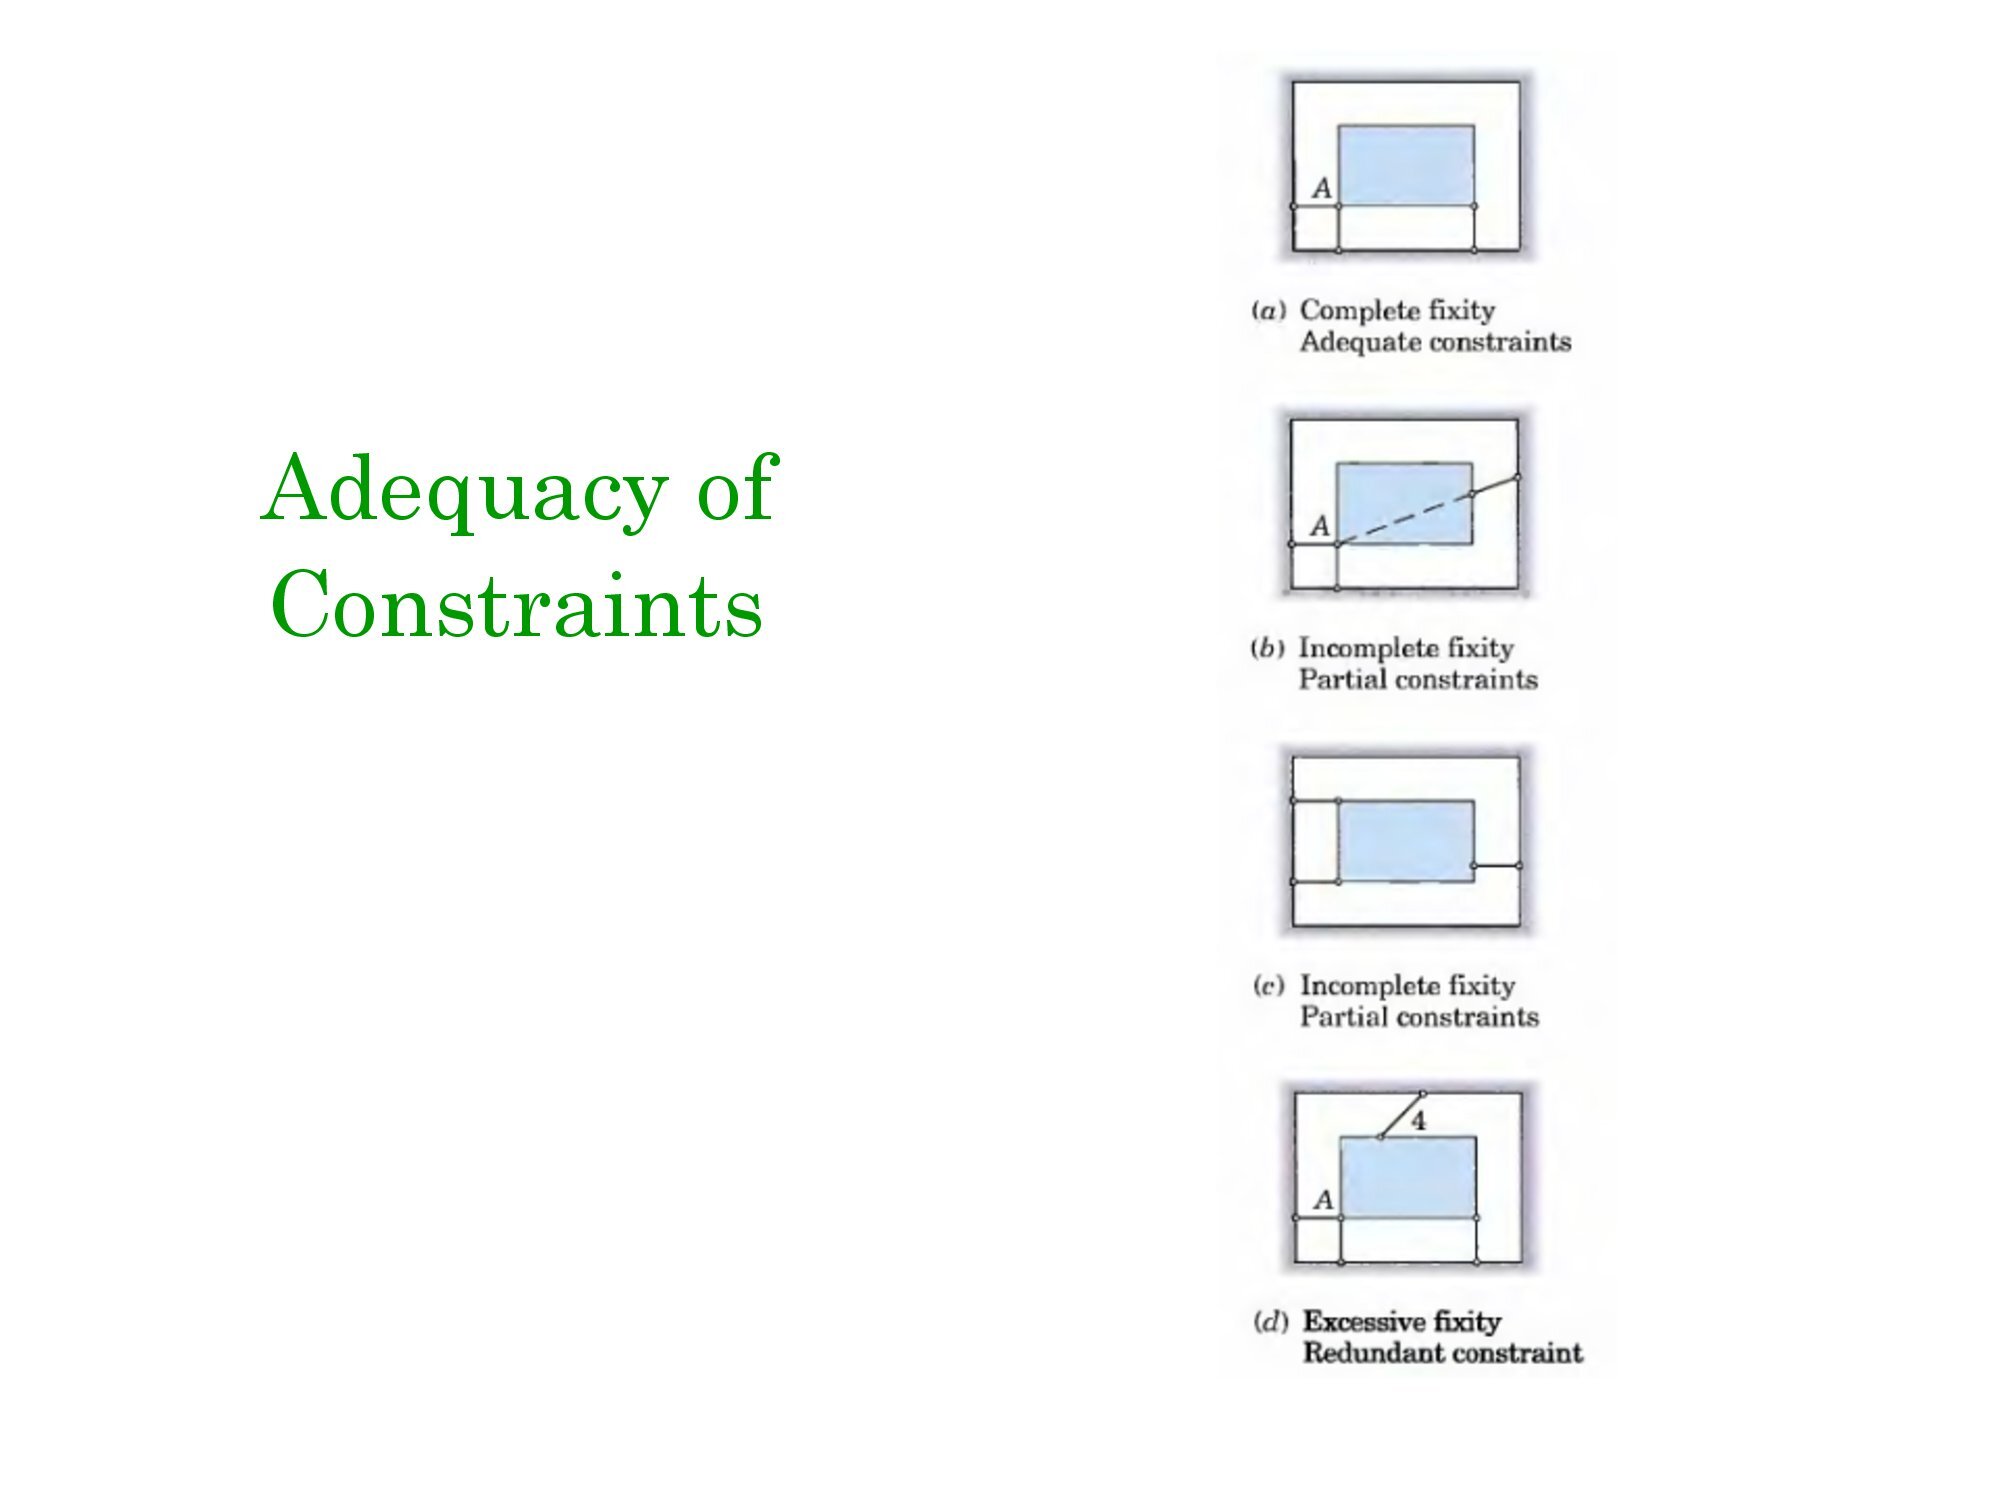 Adequacy of
Constraints
A
(a) Complete fixity
Adequate constraints
A
(b) Incomplete fixity
Partial constraints
(c) Incomplete fixity
Partial constraints
4
A
(d) Excessive fixity
Redundant constraint